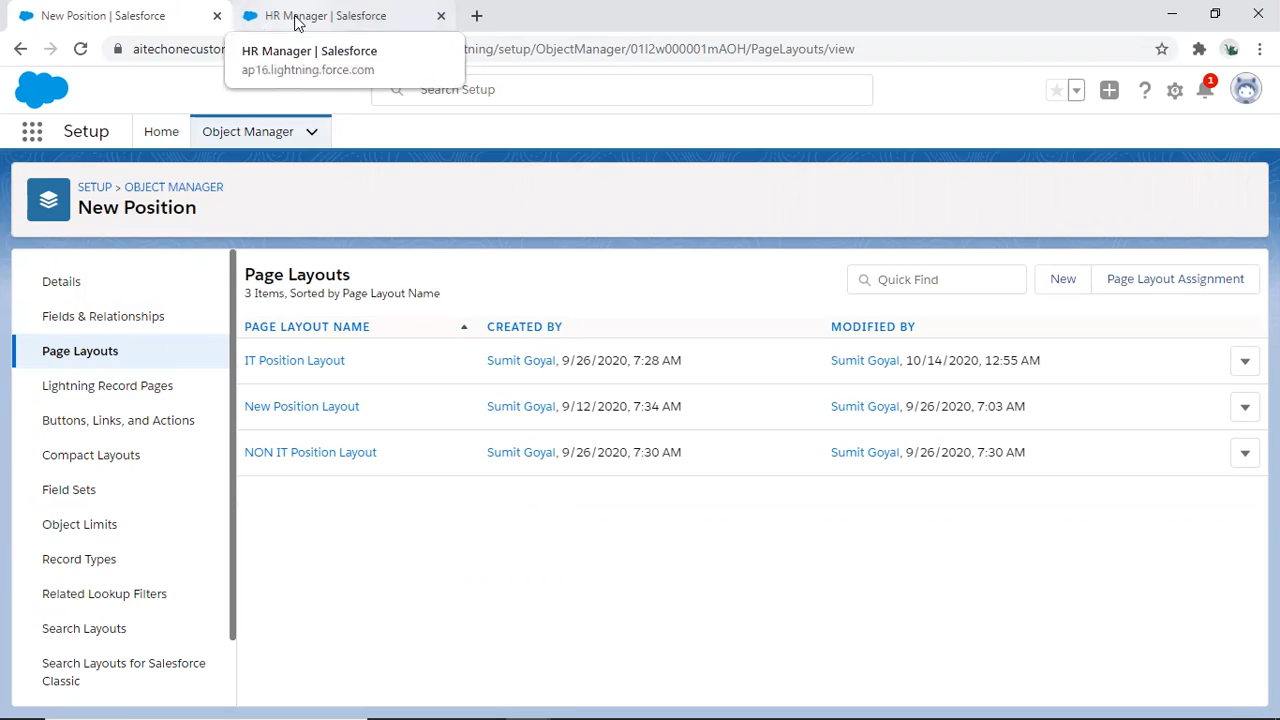 New Position | Salesforce
HR Manager | Salesforce
aitechonecustor
htning/setup/ObjectManager/01I2w000001mAOH/PageLayouts/view
HR Manager | Salesforce
ap16.lightning.force.com
Search Setup
1
Setup
Home
Object Manager
SETUP > OBJECT MANAGER
New Position
Details
Fields & Relationships
Page Layouts
Lightning Record Pages
Buttons, Links, and Actions
Compact Layouts
Field Sets
Object Limits
Record Types
Related Lookup Filters
Search Layouts
Search Layouts for Salesforce
Classic
Page Layouts
3 Items, Sorted by Page Layout Name
Quick Find
New
Page Layout Assignment
PAGE LAYOUT NAME CREATED BY MODIFIED BY
IT Position Layout Sumit Goyal, 9/26/2020, 7:28 AM Sumit Goyal, 10/14/2020, 12:55 AM
New Position Layout Sumit Goyal, 9/12/2020, 7:34 AM Sumit Goyal, 9/26/2020, 7:03 AM
NON IT Position Layout Sumit Goyal, 9/26/2020, 7:30 AM Sumit Goyal, 9/26/2020, 7:30 AM